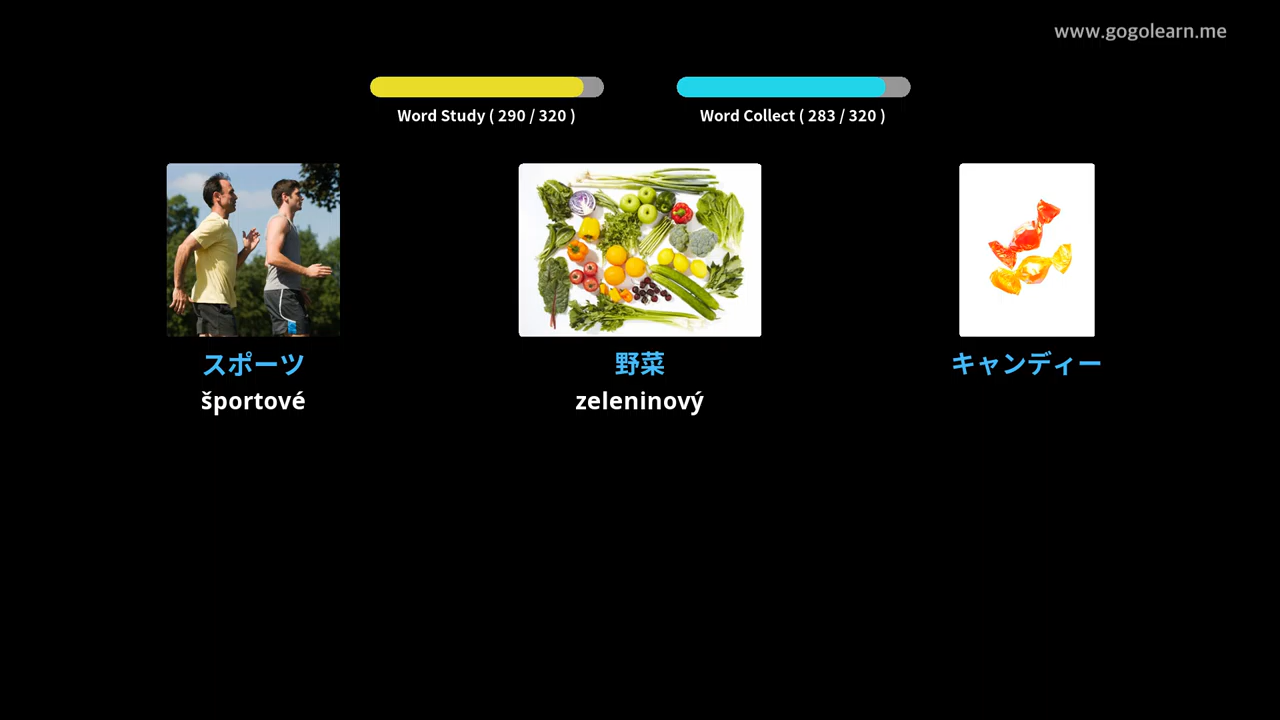 www.gogolearn.me
Word Study ( 290 / 320 )
Word Collect ( 283 / 320 )
スポーツ
športové
野菜
zeleninový
キャンディー